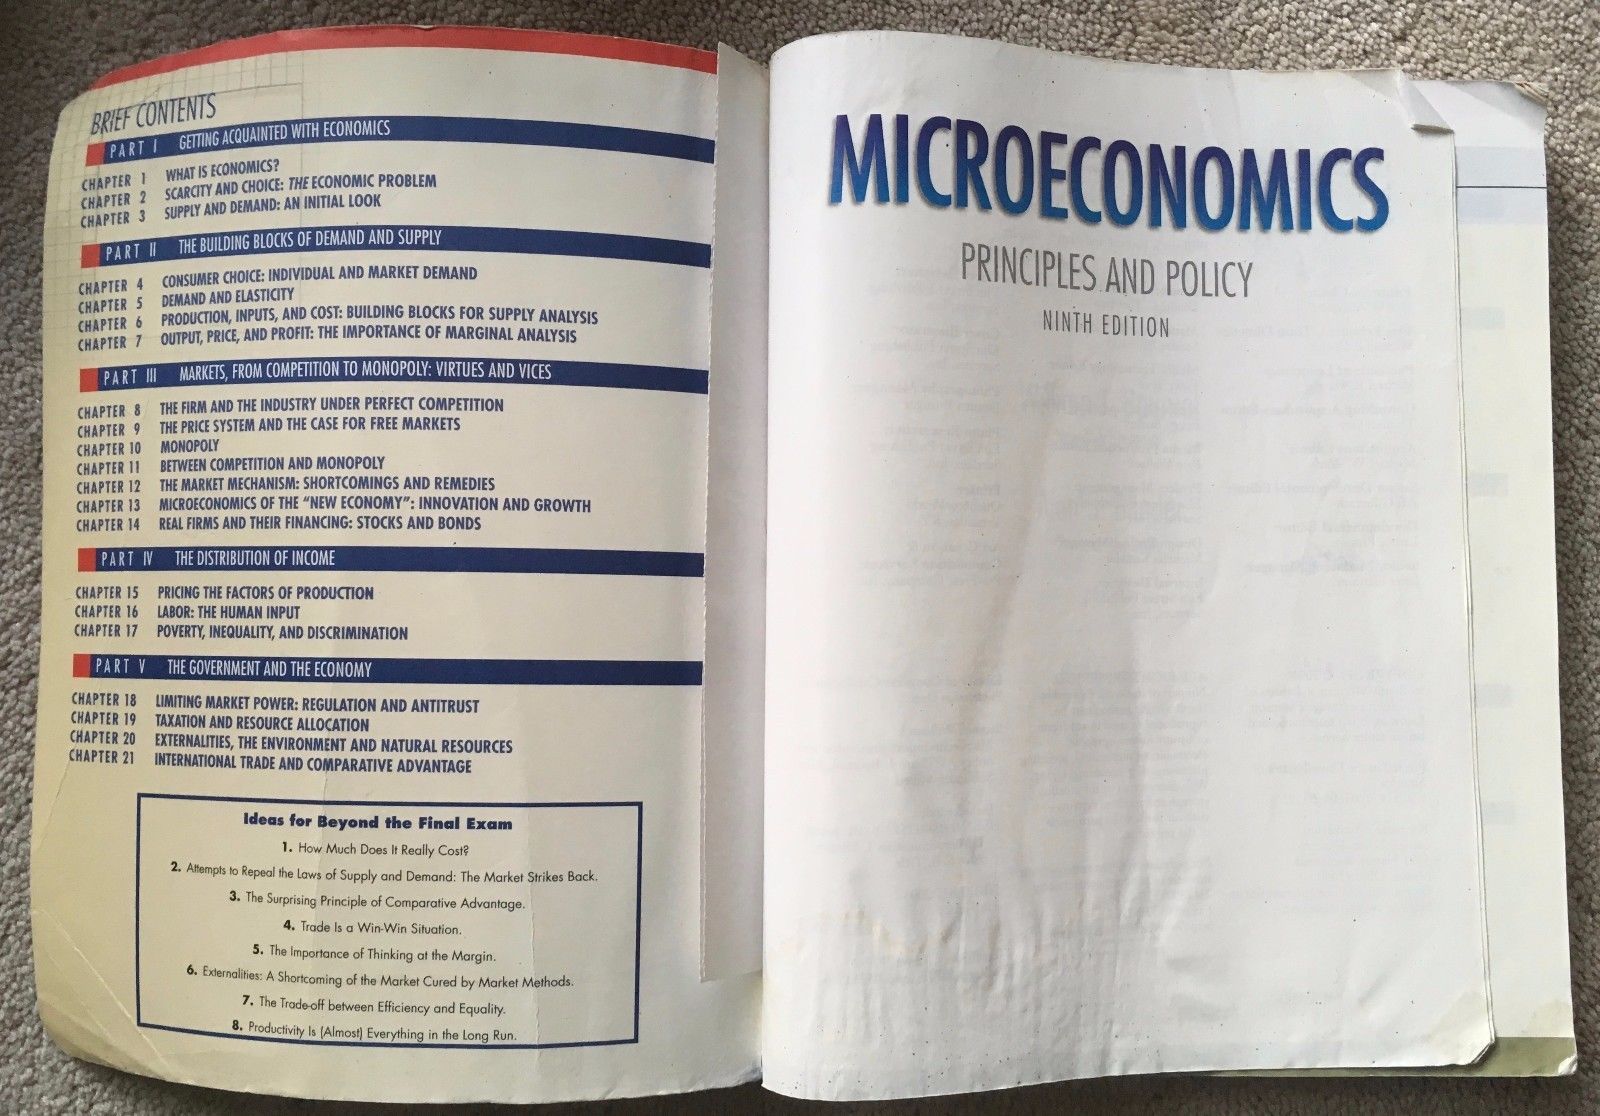 BRIEF CONTENTS
PART I GETTING ACQUAINTED WITH ECONOMICS
CHAPTER 1 WHAT IS ECONOMICS?
CHAPTER 2 SCARCITY AND CHOICE: THE ECONOMIC PROBLEM
CHAPTER 3 SUPPLY AND DEMAND: AN INITIAL LOOK
PART II THE BUILDING BLOCKS OF DEMAND AND SUPPLY
CHAPTER 4 CONSUMER CHOICE: INDIVIDUAL AND MARKET DEMAND
CHAPTER 5 DEMAND AND ELASTICITY
CHAPTER 6 PRODUCTION, INPUTS, AND COST: BUILDING BLOCKS FOR SUPPLY ANALYSIS
CHAPTER 7 OUTPUT, PRICE, AND PROFIT: THE IMPORTANCE OF MARGINAL ANALYSIS
PART III MARKETS, FROM COMPETITION TO MONOPOLY: VIRTUES AND VICES
CHAPTER 8 THE FIRM AND THE INDUSTRY UNDER PERFECT COMPETITION
CHAPTER 9 THE PRICE SYSTEM AND THE CASE FOR FREE MARKETS
CHAPTER 10 MONOPOLY
CHAPTER 11 BETWEEN COMPETITION AND MONOPOLY
CHAPTER 12 THE MARKET MECHANISM: SHORTCOMINGS AND REMEDIES
CHAPTER 13 MICROECONOMICS OF THE "NEW ECONOMY": INNOVATION AND GROWTH
CHAPTER 14 REAL FIRMS AND THEIR FINANCING: STOCKS AND BONDS
PART IV THE DISTRIBUTION OF INCOME
CHAPTER 15 PRICING THE FACTORS OF PRODUCTION
CHAPTER 16 LABOR: THE HUMAN INPUT
CHAPTER 17 POVERTY, INEQUALITY, AND DISCRIMINATION
PART V THE GOVERNMENT AND THE ECONOMY
CHAPTER 18 LIMITING MARKET POWER: REGULATION AND ANTITRUST
CHAPTER 19 TAXATION AND RESOURCE ALLOCATION
CHAPTER 20 EXTERNALITIES, THE ENVIRONMENT AND NATURAL RESOURCES
CHAPTER 21 INTERNATIONAL TRADE AND COMPARATIVE ADVANTAGE
Ideas for Beyond the Final Exam
1. How Much Does It Really Cost?
2. Attempts to Repeal the Laws of Supply and Demand: The Market Strikes Back.
3. The Surprising Principle of Comparative Advantage.
4. Trade Is a Win-Win Situation.
5. The Importance of Thinking at the Margin.
6. Externalities: A Shortcoming of the Market Cured by Market Methods.
7. The Trade-off between Efficiency and Equality.
8. Productivity Is (Almost) Everything in the Long Run.
MICROECONOMICS
PRINCIPLES AND POLICY
NINTH EDITION